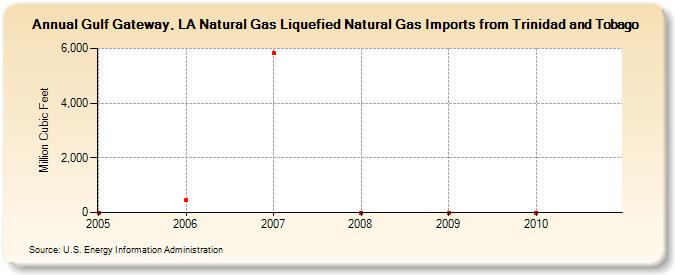 Annual Gulf Gateway, LA Natural Gas Liquefied Natural Gas Imports from Trinidad and Tobago
Million Cubic Feet
6,000
4,000
2,000
0
2005 2006 2007 2008 2009 2010
Source: U.S. Energy Information Administration